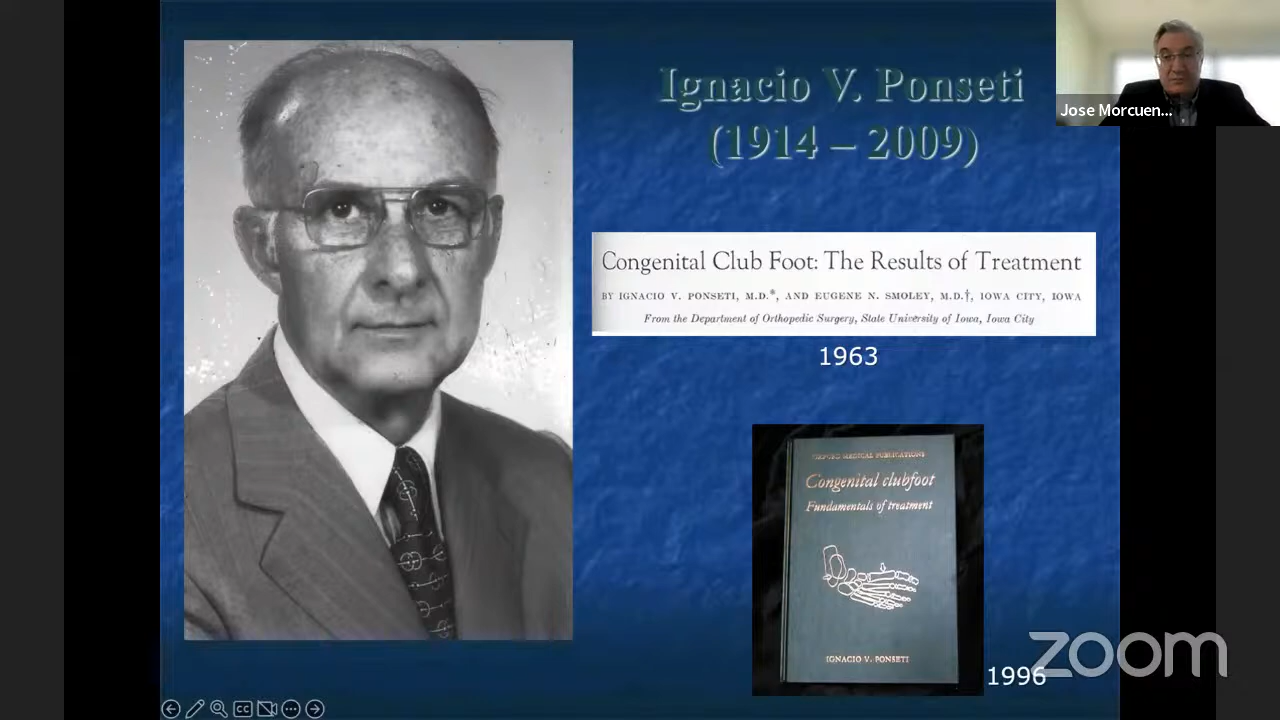 Ignacio V. Ponseti
(1914 – 2009)
Jose Morcuen...
Congenital Club Foot: The Results of Treatment
BY IGNACIO V. PONSETI, M.D.*, AND EUGENE N. SMOLEY, M.D.†, IOWA CITY, IOWA
From the Department of Orthopedic Surgery, State University of Iowa, Iowa City
1963
OXFORD MEDICAL PUBLICATIONS
Congenital clubfoot
Fundamentals of treatment
IGNACIO V. PONSETI
1996
zoom
CC